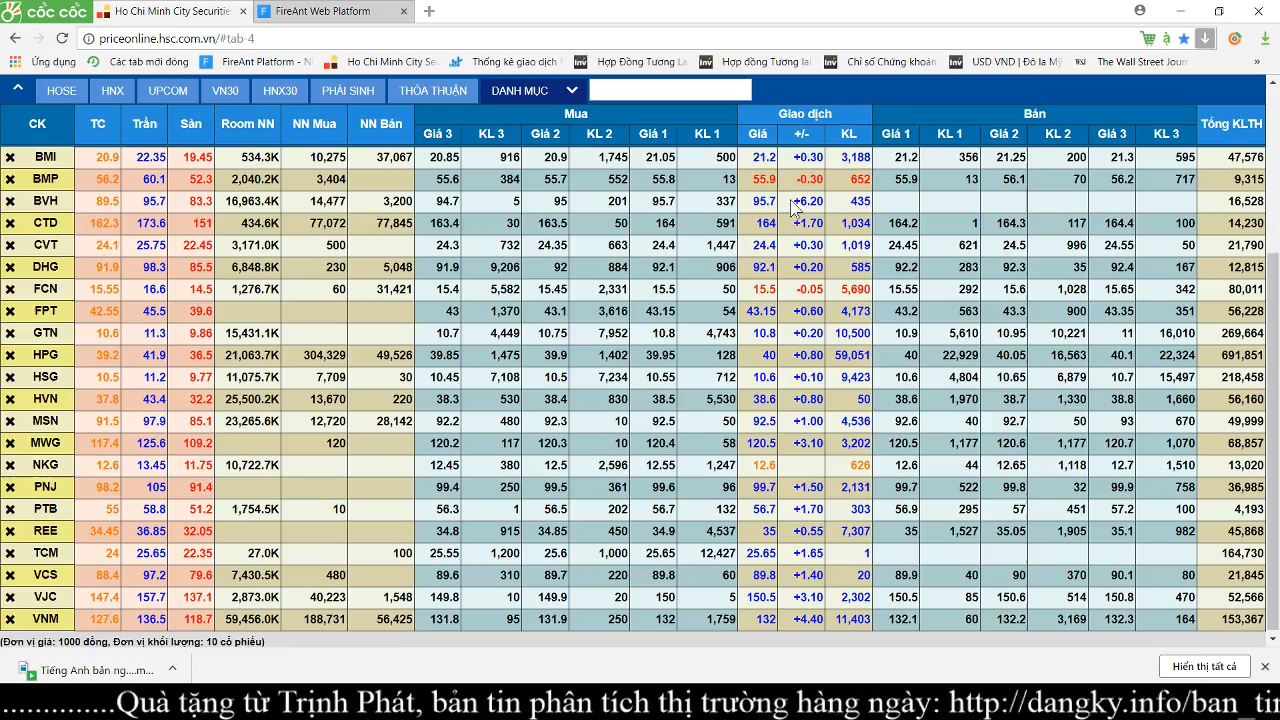 cốc cốc Ho Chi Minh City Securitie FireAnt Web Platform
priceonline.hsc.com.vn/#tab-4
Ứng dụng Các tab mới đóng FireAnt Platform - N Ho Chi Minh City Sec Thống kê giao dịch Hợp Đồng Tương La Hợp đồng Tương lai Chỉ số Chứng khoán USD VND | Đô la Mỹ The Wall Street Journ
HOSE HNX UPCOM VN30 HNX30 PHÁI SINH THỎA THUẬN DANH MỤC
CK TC Trần Sàn Room NN NN Mua NN Bán Mua Giao dịch Bán Tổng KLTH
Giá 3 KL 3 Giá 2 KL 2 Giá 1 KL 1 Giá +/- KL Giá 1 KL 1 Giá 2 KL 2 Giá 3 KL 3
BMI 20.9 22.35 19.45 534.3K 10,275 37,067 20.85 916 20.9 1,745 21.05 500 21.2 +0.30 3,188 21.2 356 21.25 200 21.3 595 47,576
BMP 56.2 60.1 52.3 2,040.2K 3,404 55.6 384 55.7 552 55.8 13 55.9 -0.30 652 55.9 13 56.1 70 56.2 717 9,315
BVH 89.5 95.7 83.3 16,963.4K 14,477 3,200 94.7 5 95 201 95.7 337 95.7 +6.20 435 16,528
CTD 162.3 173.6 151 434.6K 77,072 77,845 163.4 30 163.5 50 164 591 164 +1.70 1,034 164.2 1 164.3 117 164.4 100 14,230
CVT 24.1 25.75 22.45 3,171.0K 500 24.3 732 24.35 663 24.4 1,447 24.4 +0.30 1,019 24.45 621 24.5 996 24.55 50 21,790
DHG 91.9 98.3 85.5 6,848.8K 230 5,048 91.9 9,206 92 884 92.1 906 92.1 +0.20 585 92.2 283 92.3 35 92.4 167 12,815
FCN 15.55 16.6 14.5 1,276.7K 60 31,421 15.4 5,582 15.45 2,331 15.5 50 15.5 -0.05 5,690 15.55 292 15.6 1,028 15.65 342 80,011
FPT 42.55 45.5 39.6 43 1,370 43.1 3,616 43.15 54 43.15 +0.60 4,173 43.2 563 43.3 900 43.35 351 56,228
GTN 10.6 11.3 9.86 15,431.1K 10.7 4,449 10.75 7,952 10.8 4,743 10.8 +0.20 10,500 10.9 5,610 10.95 10,221 11 16,010 269,664
HPG 39.2 41.9 36.5 21,063.7K 304,329 49,526 39.85 1,475 39.9 1,402 39.95 128 40 +0.80 59,051 40 22,929 40.05 16,563 40.1 22,324 691,851
HSG 10.5 11.2 9.77 11,075.7K 7,709 30 10.45 7,108 10.5 7,234 10.55 712 10.6 +0.10 9,423 10.6 4,804 10.65 6,879 10.7 15,497 218,458
HVN 37.8 43.4 32.2 25,500.2K 13,670 220 38.3 530 38.4 830 38.5 5,530 38.6 +0.80 50 38.6 1,970 38.7 1,330 38.8 1,660 56,160
MSN 91.5 97.9 85.1 23,265.6K 12,720 28,142 92.2 480 92.3 10 92.5 50 92.5 +1.00 4,536 92.6 40 92.7 50 93 670 49,999
MWG 117.4 125.6 109.2 120 120.2 117 120.3 10 120.4 58 120.5 +3.10 3,202 120.5 1,177 120.6 1,177 120.7 1,070 68,857
NKG 12.6 13.45 11.75 10,722.7K 12.45 380 12.5 2,596 12.55 1,247 12.6 626 12.6 44 12.65 1,118 12.7 1,510 13,020
PNJ 98.2 105 91.4 99.4 250 99.5 361 99.6 96 99.7 +1.50 2,131 99.7 522 99.8 32 99.9 758 36,985
PTB 55 58.8 51.2 1,754.5K 10 56.3 1 56.5 202 56.7 132 56.7 +1.70 303 56.9 295 57 451 57.2 100 4,193
REE 34.45 36.85 32.05 34.8 915 34.85 450 34.9 4,537 35 +0.55 7,307 35 1,527 35.05 1,905 35.1 982 45,868
TCM 24 25.65 22.35 27.0K 100 25.55 1,200 25.6 1,000 25.65 12,427 25.65 +1.65 1 164,730
VCS 88.4 97.2 79.6 7,430.5K 480 89.6 310 89.7 220 89.8 60 89.8 +1.40 20 89.9 40 90 370 90.1 80 21,845
VJC 147.4 157.7 137.1 2,873.0K 40,223 1,548 149.8 10 149.9 20 150 5 150.5 +3.10 2,302 150.5 85 150.6 514 150.8 470 52,566
VNM 127.6 136.5 118.7 59,456.0K 188,731 56,425 131.8 95 131.9 250 132 1,759 132 +4.40 11,403 132.1 60 132.2 3,169 132.3 164 153,367
(Đơn vị giá: 1000 đồng, Đơn vị khối lượng: 10 cổ phiếu)
Tiếng Anh bản ng....m... Hiển thị tất cả
..............Quà tặng từ Trịnh Phát, bản tin phân tích thị trường hàng ngày: http://dangky.info/ban_tin